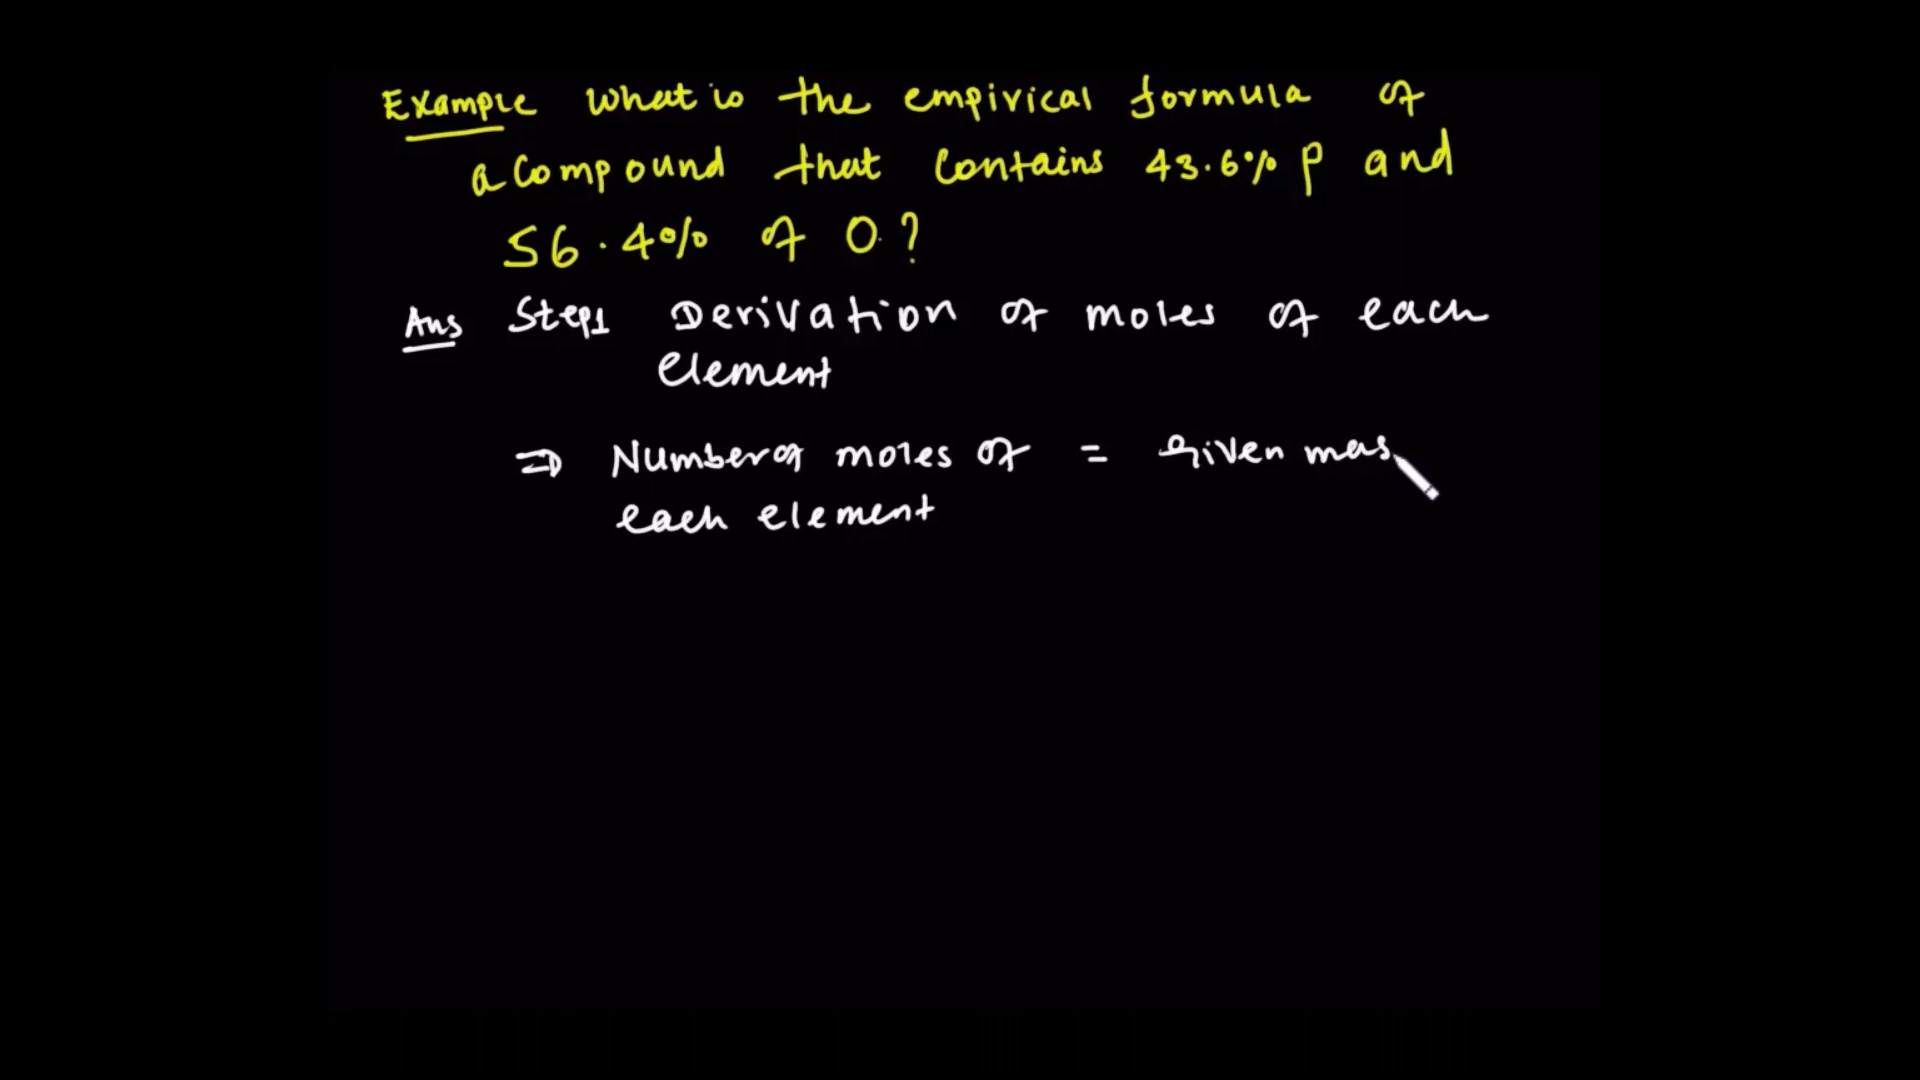 Example What is the empirical formula of
a compound that contains 43.6% P and
56.4% of O?
Ans Step1 Derivation of moles of each
element
⇒ Number of moles of = Given mas
each element